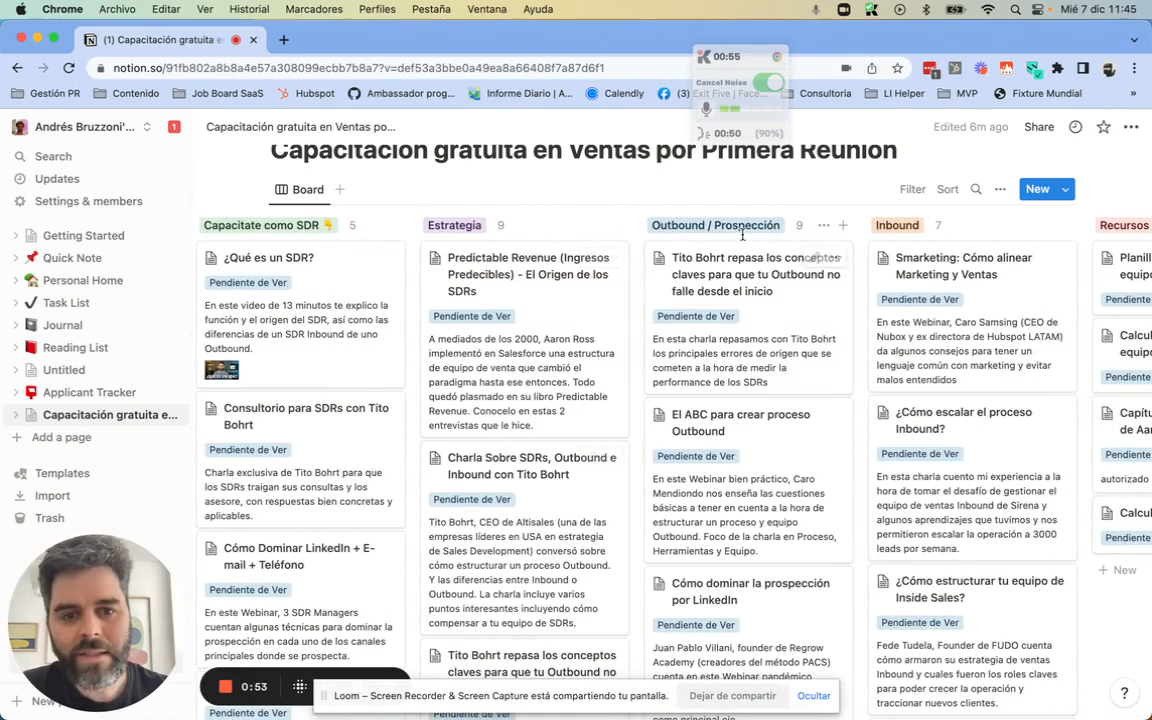 Chrome Archivo Editar Ver Historial Marcadores Perfiles Pestaña Ventana Ayuda Mié 7 dic 11:45
(1) Capacitación gratuita e
00:55
notion.so/91fb802a8b8a4e57a308099ecbb7b8a7?v=def53a3bbe0a49ea8a66408f7a87d6f1
Cancel Noise
Gestión PR Contenido Job Board SaaS Hubspot Ambassador prog... Informe Diario | A... Calendly (3) Exit Five | Face... Consultoria LI Helper MVP Fixture Mundial
00:50 (90%)
Andrés Bruzzoni'... 1
Capacitación gratuita en Ventas po...
Edited 6m ago Share
Capacitación gratuita en Ventas por Primera Reunión
Search
Updates
Settings & members
Getting Started
Quick Note
Personal Home
Task List
Journal
Reading List
Untitled
Applicant Tracker
Capacitación gratuita e...
Add a page
Templates
Import
Trash
Board
Filter Sort New
Capacitate como SDR 👇 5
¿Qué es un SDR?
Pendiente de Ver
En este video de 13 minutos te explico la
función y el origen del SDR, así como las
diferencias de un SDR Inbound de uno
Outbound.
Consultorio para SDRs con Tito
Bohrt
Pendiente de Ver
Charla exclusiva de Tito Bohrt para que
los SDRs traigan sus consultas y los
asesore, con respuestas bien concretas y
aplicables.
Cómo Dominar LinkedIn + E-
mail + Teléfono
Pendiente de Ver
En este Webinar, 3 SDR Managers
cuentan algunas técnicas para dominar la
prospección en cada uno de los canales
principales donde se prospecta.
Pendiente de Ver
Estrategia 9
Predictable Revenue (Ingresos
Predecibles) - El Origen de los
SDRs
Pendiente de Ver
A mediados de los 2000, Aaron Ross
implementó en Salesforce una estructura
de equipo de venta que cambió el
paradigma hasta ese entonces. Todo
quedó plasmado en su libro Predictable
Revenue. Conocelo en estas 2
entrevistas que le hice.
Charla Sobre SDRs, Outbound e
Inbound con Tito Bohrt
Pendiente de Ver
Tito Bohrt, CEO de Altisales (una de las
empresas líderes en USA en estrategia
de Sales Development) conversó sobre
cómo estructurar un proceso Outbound.
Y las diferencias entre Inbound o
Outbound. La charla incluye varios
puntos interesantes incluyendo cómo
compensar a tu equipo de SDRs.
Tito Bohrt repasa los conceptos
claves para que tu Outbound no
Pendiente de Ver
Outbound / Prospección 9
Tito Bohrt repasa los conceptos
claves para que tu Outbound no
falle desde el inicio
Pendiente de Ver
En esta charla repasamos con Tito Bohrt
los principales errores de origen que se
cometen a la hora de medir la
performance de los SDRs
El ABC para crear proceso
Outbound
Pendiente de Ver
En este Webinar bien práctico, Caro
Mendiondo nos enseña las cuestiones
básicas a tener en cuenta a la hora de
estructurar un proceso y equipo
Outbound. Foco de la charla en Proceso,
Herramientas y Equipo.
Cómo dominar la prospección
por LinkedIn
Pendiente de Ver
Juan Pablo Villani, founder de Regrow
Academy (creadores del método PACS)
Inbound 7
Smarketing: Cómo alinear
Marketing y Ventas
Pendiente de Ver
En este Webinar, Caro Samsing (CEO de
Nubox y ex directora de Hubspot LATAM)
da algunos consejos para tener un
lenguaje común con marketing y evitar
malos entendidos
¿Cómo escalar el proceso
Inbound?
Pendiente de Ver
En esta charla cuento mi experiencia a la
hora de tomar el desafío de gestionar el
equipo de ventas Inbound de Sirena y
algunos aprendizajes que tuvimos y nos
permitieron escalar la operación a 3000
leads por semana.
¿Cómo estructurar tu equipo de
Inside Sales?
Pendiente de Ver
Fede Tudela, Founder de FUDO cuenta
cómo armaron su estrategia de ventas
Inbound y cuales fueron los roles claves
para poder crecer la operación y
traccionar nuevos clientes.
Recursos
Planill
equipo
Pendiente
Calcul
equipo
Pendiente
Capítu
de Aar
autorizado
Calcul
Pendiente
New
0:53
Loom – Screen Recorder & Screen Capture está compartiendo tu pantalla. Dejar de compartir Ocultar
?